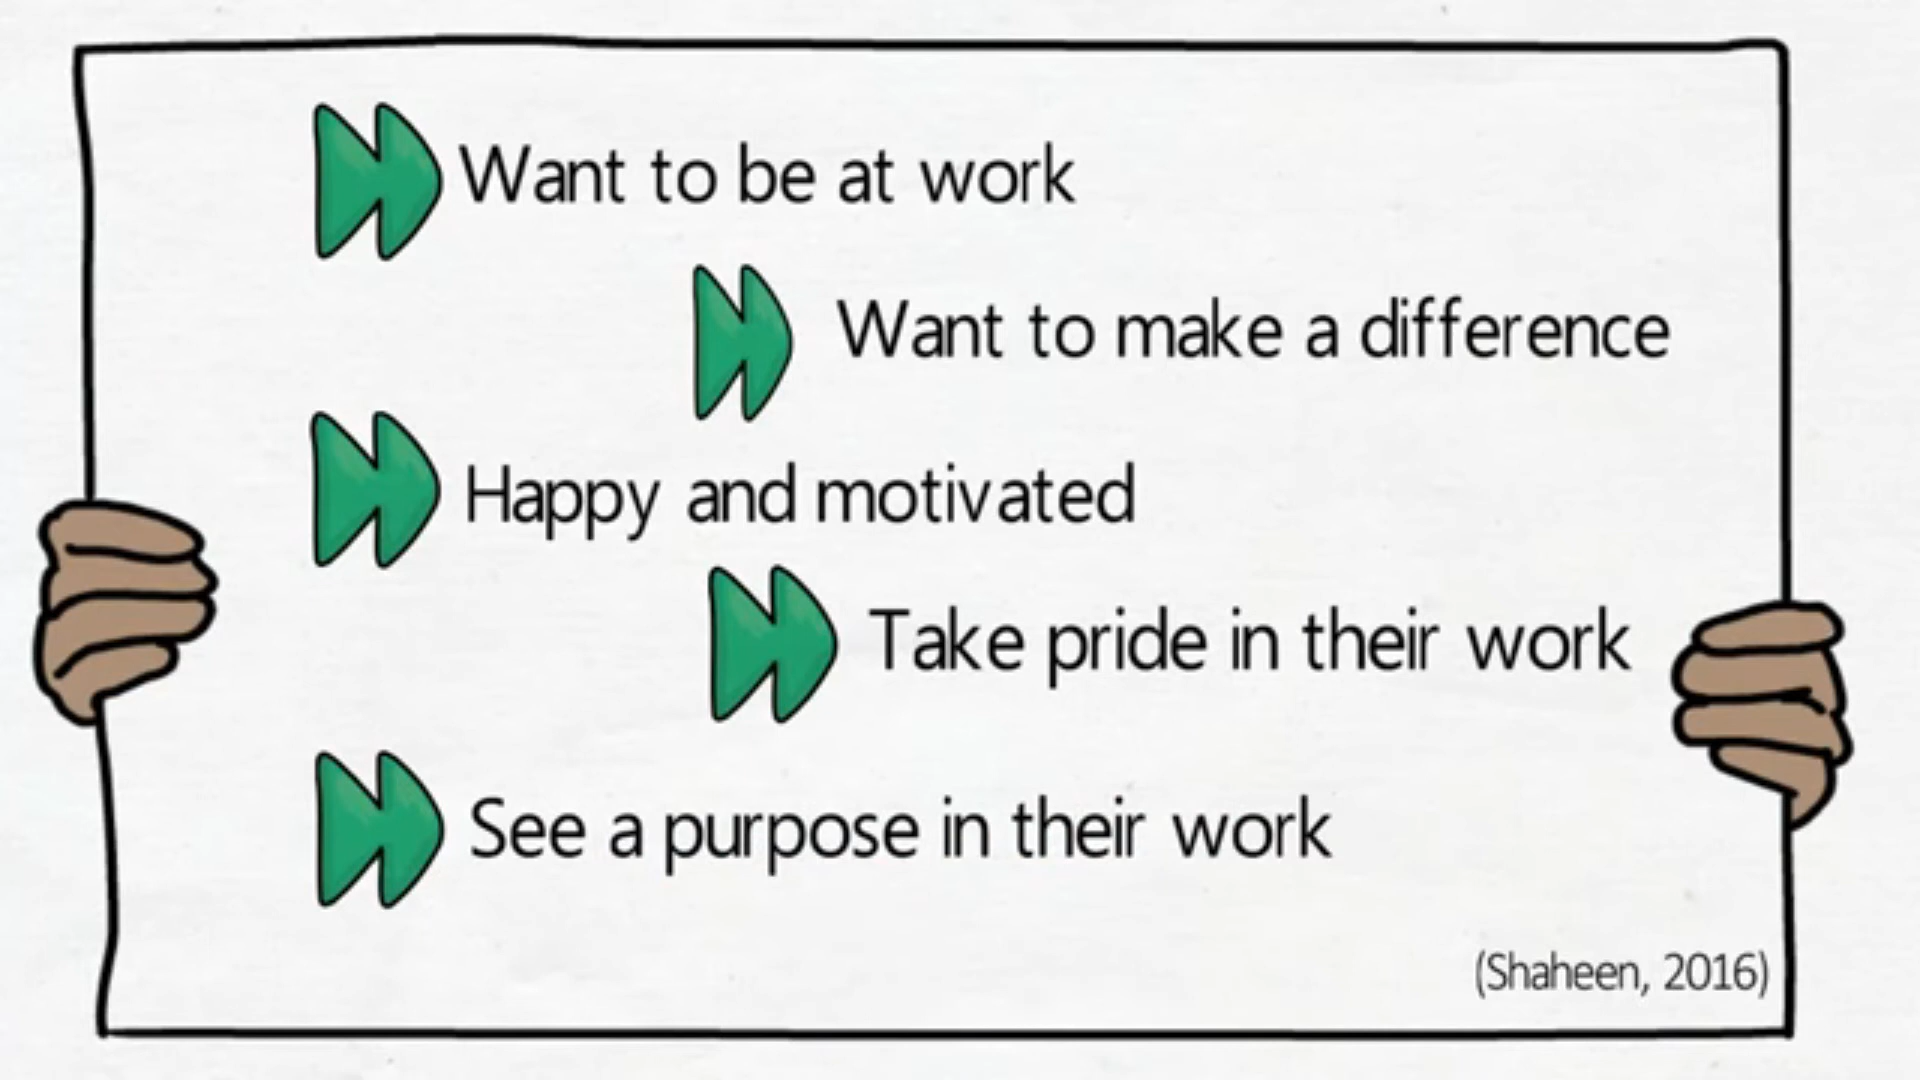 Want to be at work
Want to make a difference
Happy and motivated
Take pride in their work
See a purpose in their work
(Shaheen, 2016)